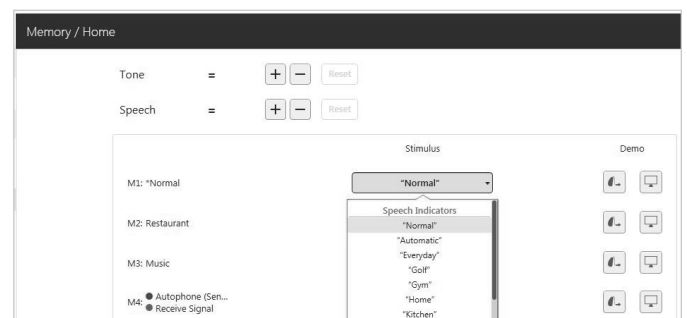 Memory / Home
Tone = + − Reset
Speech = + − Reset
Stimulus Demo
M1: *Normal "Normal"
Speech Indicators
M2: Restaurant "Normal"
"Automatic"
"Everyday"
M3: Music "Golf"
"Gym"
M4: Autophone (Sen... "Home"
Receive Signal "Kitchen"